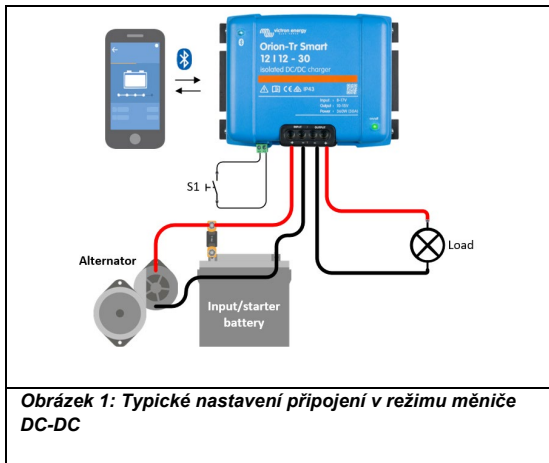 victron energy
Orion-Tr Smart
12 | 12 - 30
Isolated DC/DC charger
IP43
S1
Load
Alternator
Input/starter
battery
Obrázek 1: Typické nastavení připojení v režimu měniče
DC-DC